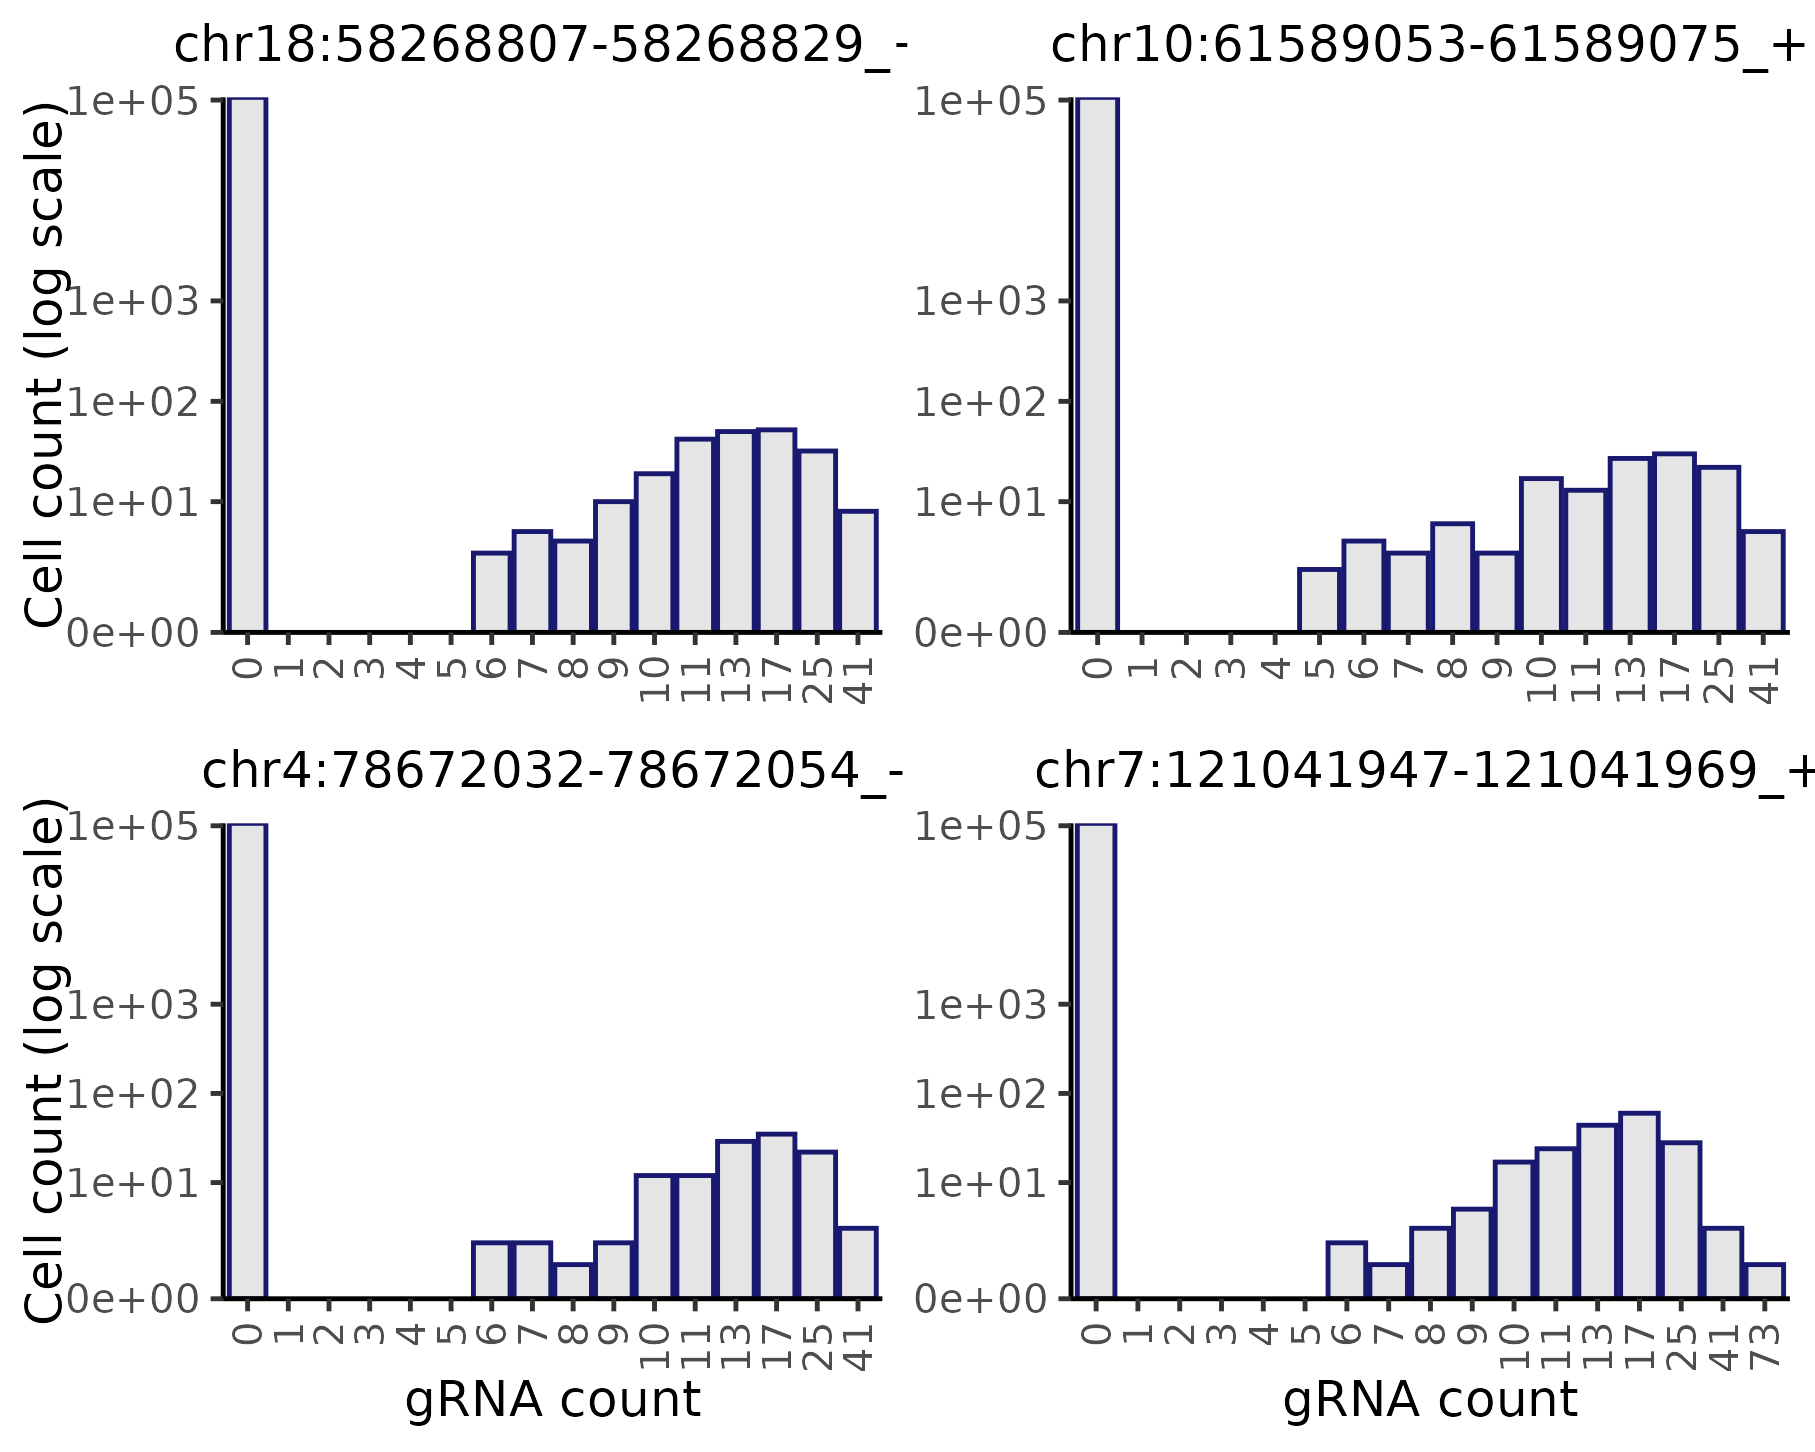 chr18:58268807-58268829_-
Cell count (log scale)
1e+05
1e+03
1e+02
1e+01
0e+00
0 1 2 3 4 5 6 7 8 9 10 11 13 17 25 41
chr10:61589053-61589075_+
1e+05
1e+03
1e+02
1e+01
0e+00
0 1 2 3 4 5 6 7 8 9 10 11 13 17 25 41
chr4:78672032-78672054_-
Cell count (log scale)
1e+05
1e+03
1e+02
1e+01
0e+00
0 1 2 3 4 5 6 7 8 9 10 11 13 17 25 41
gRNA count
chr7:121041947-121041969_+
1e+05
1e+03
1e+02
1e+01
0e+00
0 1 2 3 4 5 6 7 8 9 10 11 13 17 25 41 73
gRNA count